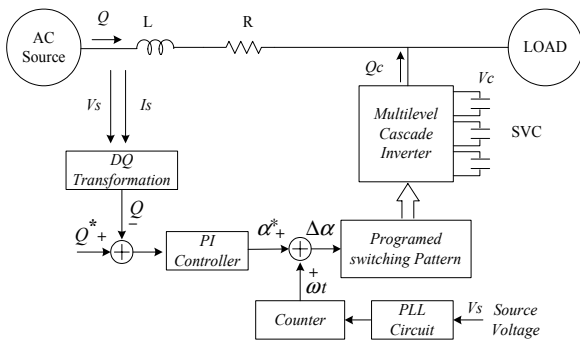 AC
Source
Q
L
R
LOAD
Qc
Vc
Vs
Is
Multilevel
Cascade
Inverter
SVC
DQ
Transformation
Q
−
Q*
+
PI
Controller
α*
+
Δα
Programed
switching Pattern
+
ωt
Counter
PLL
Circuit
Vs
Source
Voltage